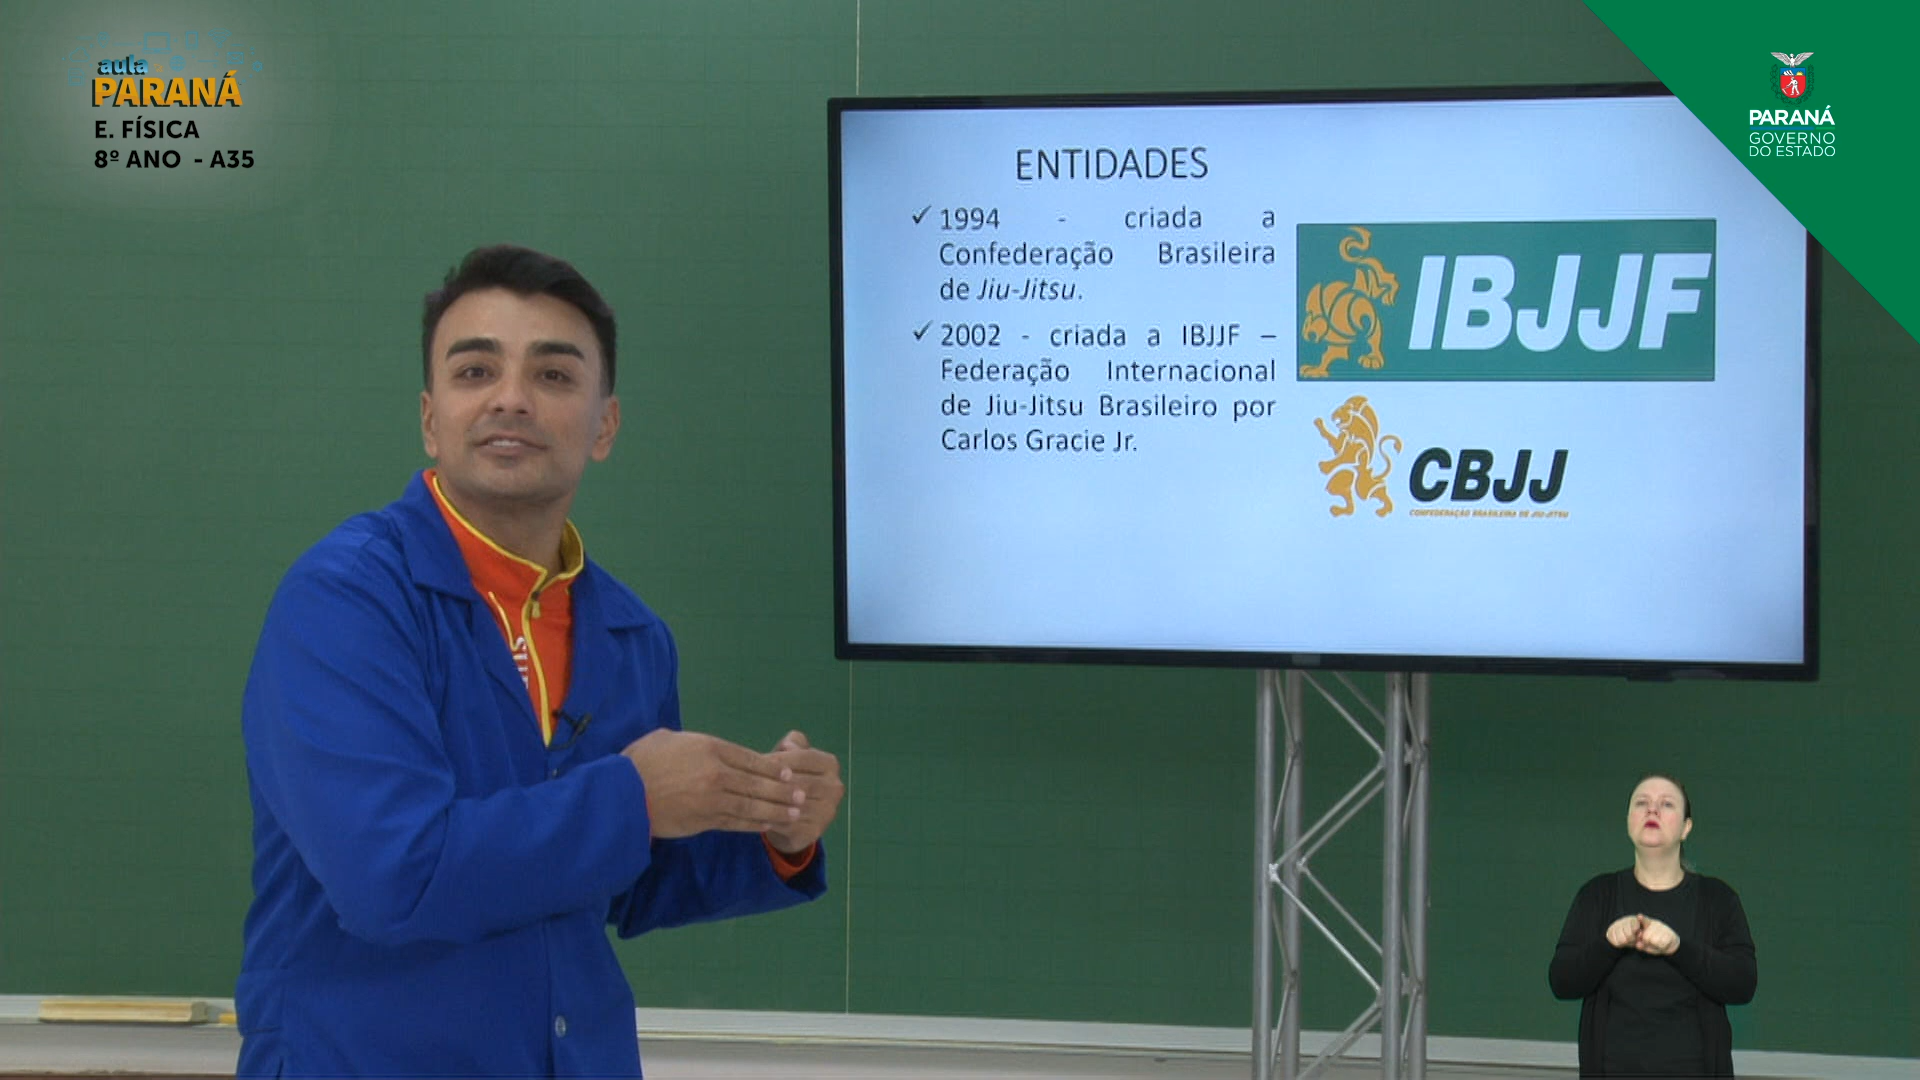 aula
PARANÁ
E. FÍSICA
8º ANO - A35
PARANÁ
GOVERNO
DO ESTADO
ENTIDADES
✓ 1994 - criada a
Confederação Brasileira
de Jiu-Jitsu.
✓ 2002 - criada a IBJJF –
Federação Internacional
de Jiu-Jitsu Brasileiro por
Carlos Gracie Jr.
IBJJF
CBJJ
CONFEDERAÇÃO BRASILEIRA DE JIU-JITSU